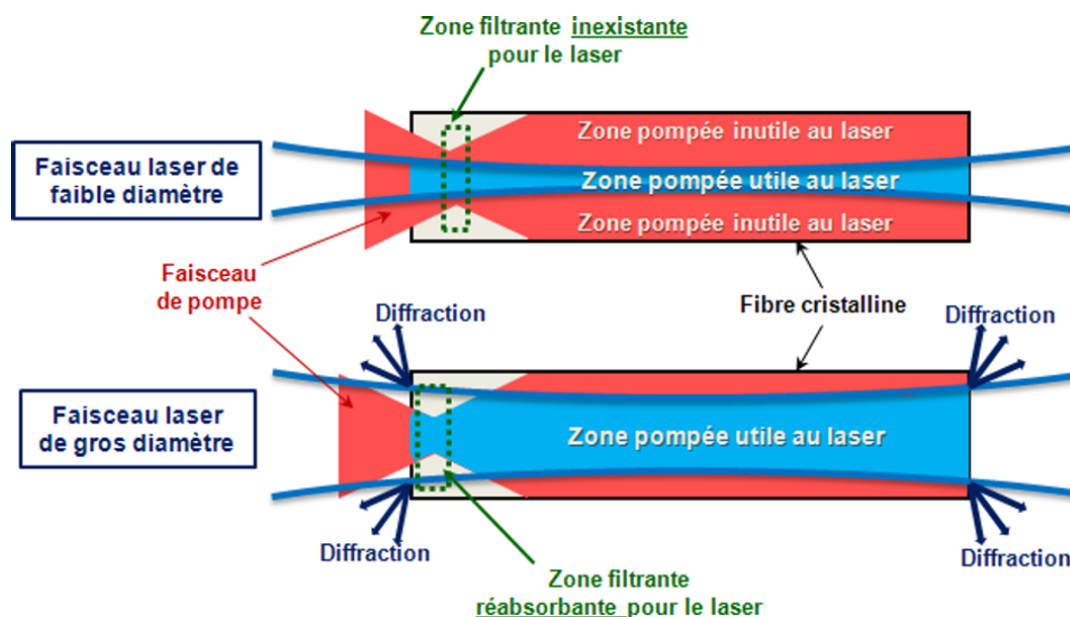 Zone filtrante inexistante
pour le laser
Zone pompée inutile au laser
Faisceau laser de
faible diamètre
Zone pompée utile au laser
Zone pompée inutile au laser
Faisceau
de pompe
Fibre cristalline
Diffraction
Diffraction
Faisceau laser
de gros diamètre
Zone pompée utile au laser
Diffraction
Diffraction
Zone filtrante
réabsorbante pour le laser